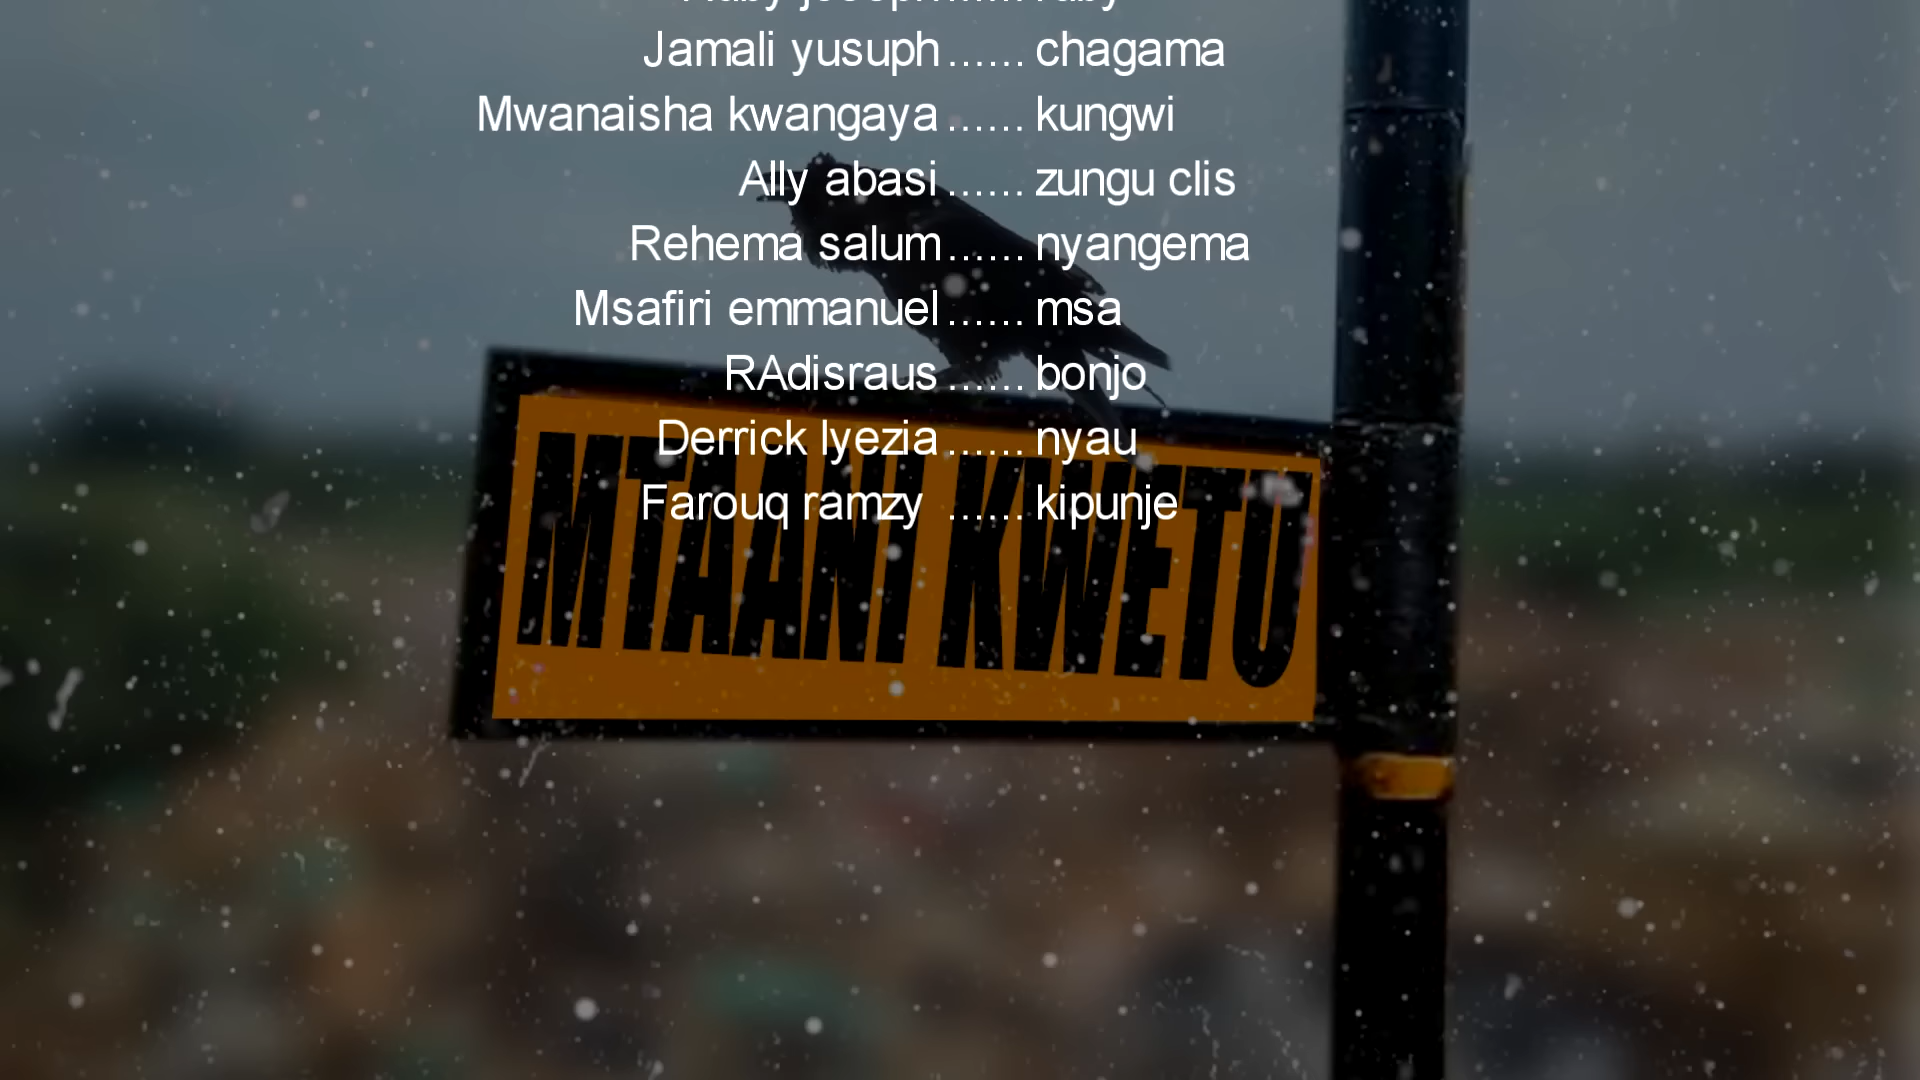 Jamali yusuph ...... chagama
Mwanaisha kwangaya ...... kungwi
Ally abasi ...... zungu clis
Rehema salum ...... nyangema
Msafiri emmanuel ...... msa
RAdisraus ...... bonjo
Derrick lyezia ...... nyau
Farouq ramzy ...... kipunje
MTAANI KWETU